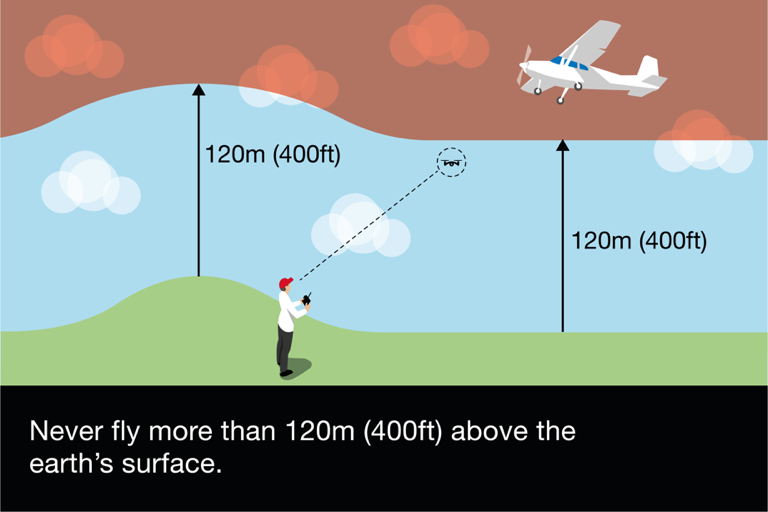 120m (400ft)
120m (400ft)
Never fly more than 120m (400ft) above the
earth’s surface.